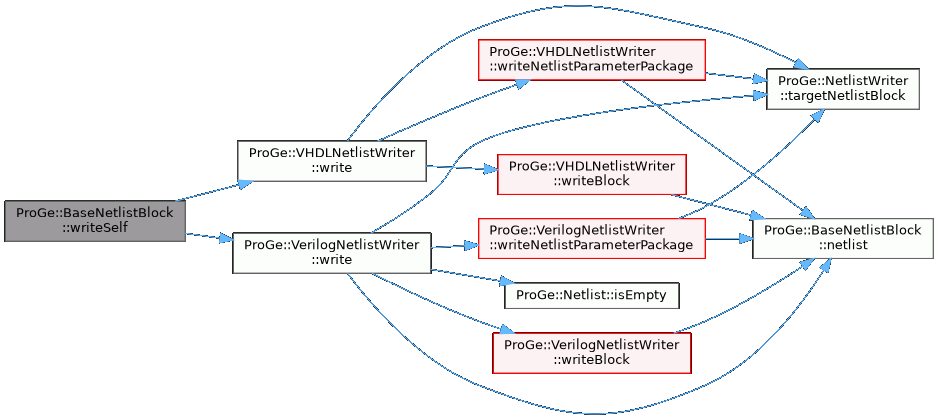 ProGe::BaseNetlistBlock
::writeSelf
ProGe::VHDLNetlistWriter
::write
ProGe::VerilogNetlistWriter
::write
ProGe::VHDLNetlistWriter
::writeNetlistParameterPackage
ProGe::VHDLNetlistWriter
::writeBlock
ProGe::VerilogNetlistWriter
::writeNetlistParameterPackage
ProGe::Netlist::isEmpty
ProGe::VerilogNetlistWriter
::writeBlock
ProGe::NetlistWriter
::targetNetlistBlock
ProGe::BaseNetlistBlock
::netlist